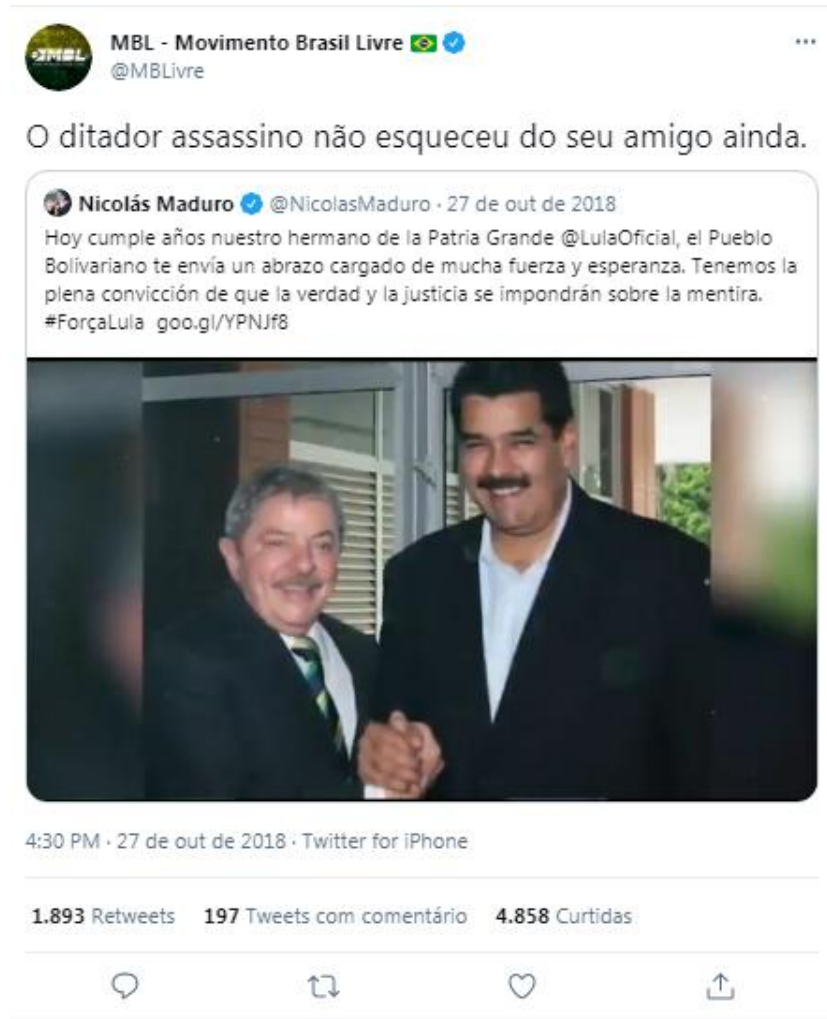 MBL
MBL - Movimento Brasil Livre
@MBLivre
O ditador assassino não esqueceu do seu amigo ainda.
Nicolás Maduro @NicolasMaduro · 27 de out de 2018
Hoy cumple años nuestro hermano de la Patria Grande @LulaOficial, el Pueblo
Bolivariano te envía un abrazo cargado de mucha fuerza y esperanza. Tenemos la
plena convicción de que la verdad y la justicia se impondrán sobre la mentira.
#ForçaLula goo.gl/YPNJf8
4:30 PM · 27 de out de 2018 · Twitter for iPhone
1.893 Retweets 197 Tweets com comentário 4.858 Curtidas